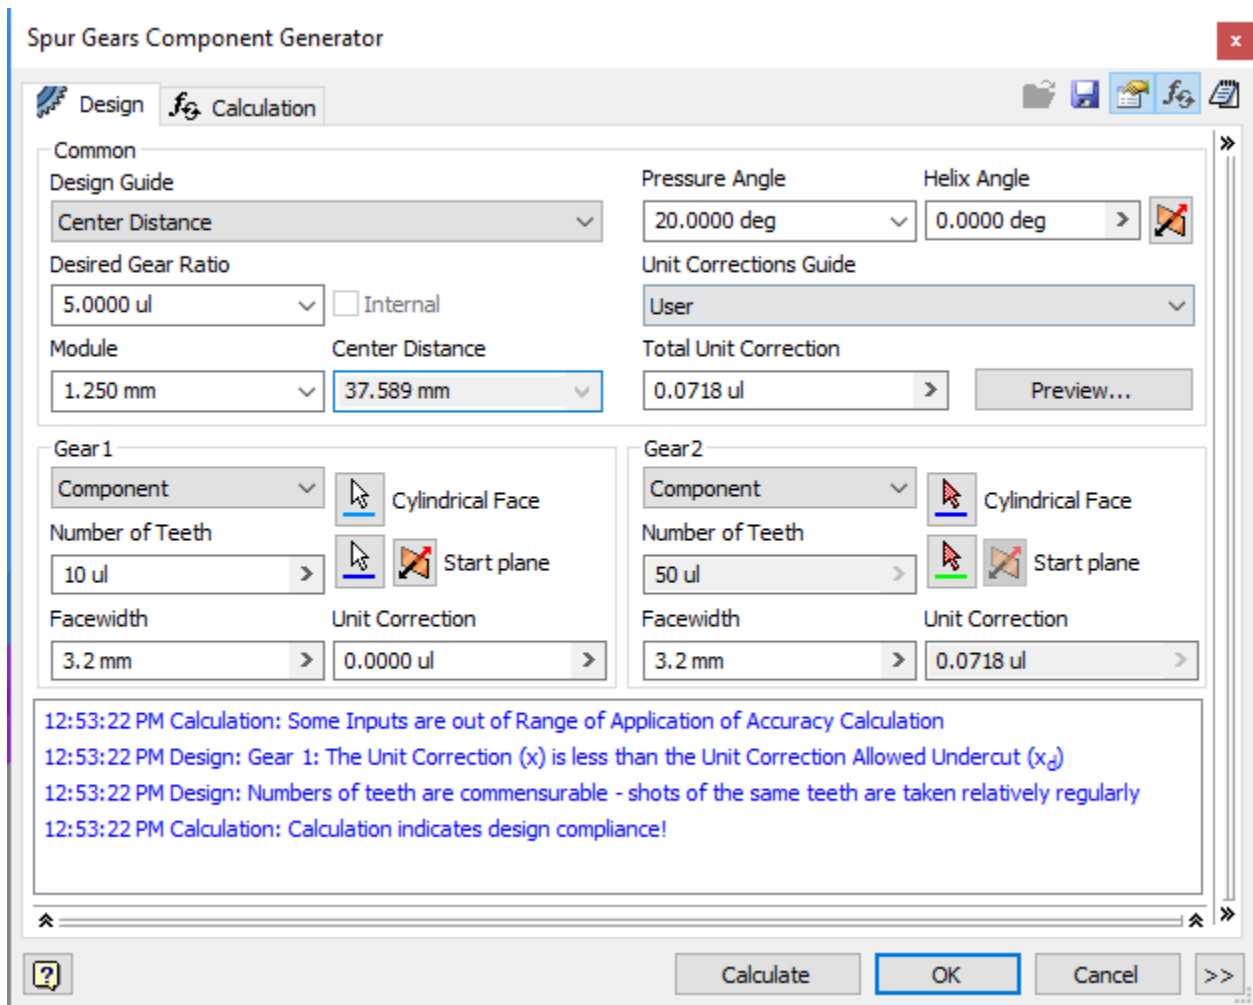 Spur Gears Component Generator
x
Design
Calculation
Common
Design Guide
Pressure Angle
Helix Angle
Center Distance
20.0000 deg
0.0000 deg
Desired Gear Ratio
Unit Corrections Guide
5.0000 ul
Internal
User
Module
Center Distance
Total Unit Correction
1.250 mm
37.589 mm
0.0718 ul
Preview...
Gear1
Component
Cylindrical Face
Number of Teeth
10 ul
Start plane
Facewidth
Unit Correction
3.2 mm
0.0000 ul
Gear2
Component
Cylindrical Face
Number of Teeth
50 ul
Start plane
Facewidth
Unit Correction
3.2 mm
0.0718 ul
12:53:22 PM Calculation: Some Inputs are out of Range of Application of Accuracy Calculation
12:53:22 PM Design: Gear 1: The Unit Correction (x) is less than the Unit Correction Allowed Undercut (xd)
12:53:22 PM Design: Numbers of teeth are commensurable - shots of the same teeth are taken relatively regularly
12:53:22 PM Calculation: Calculation indicates design compliance!
?
Calculate
OK
Cancel
>>